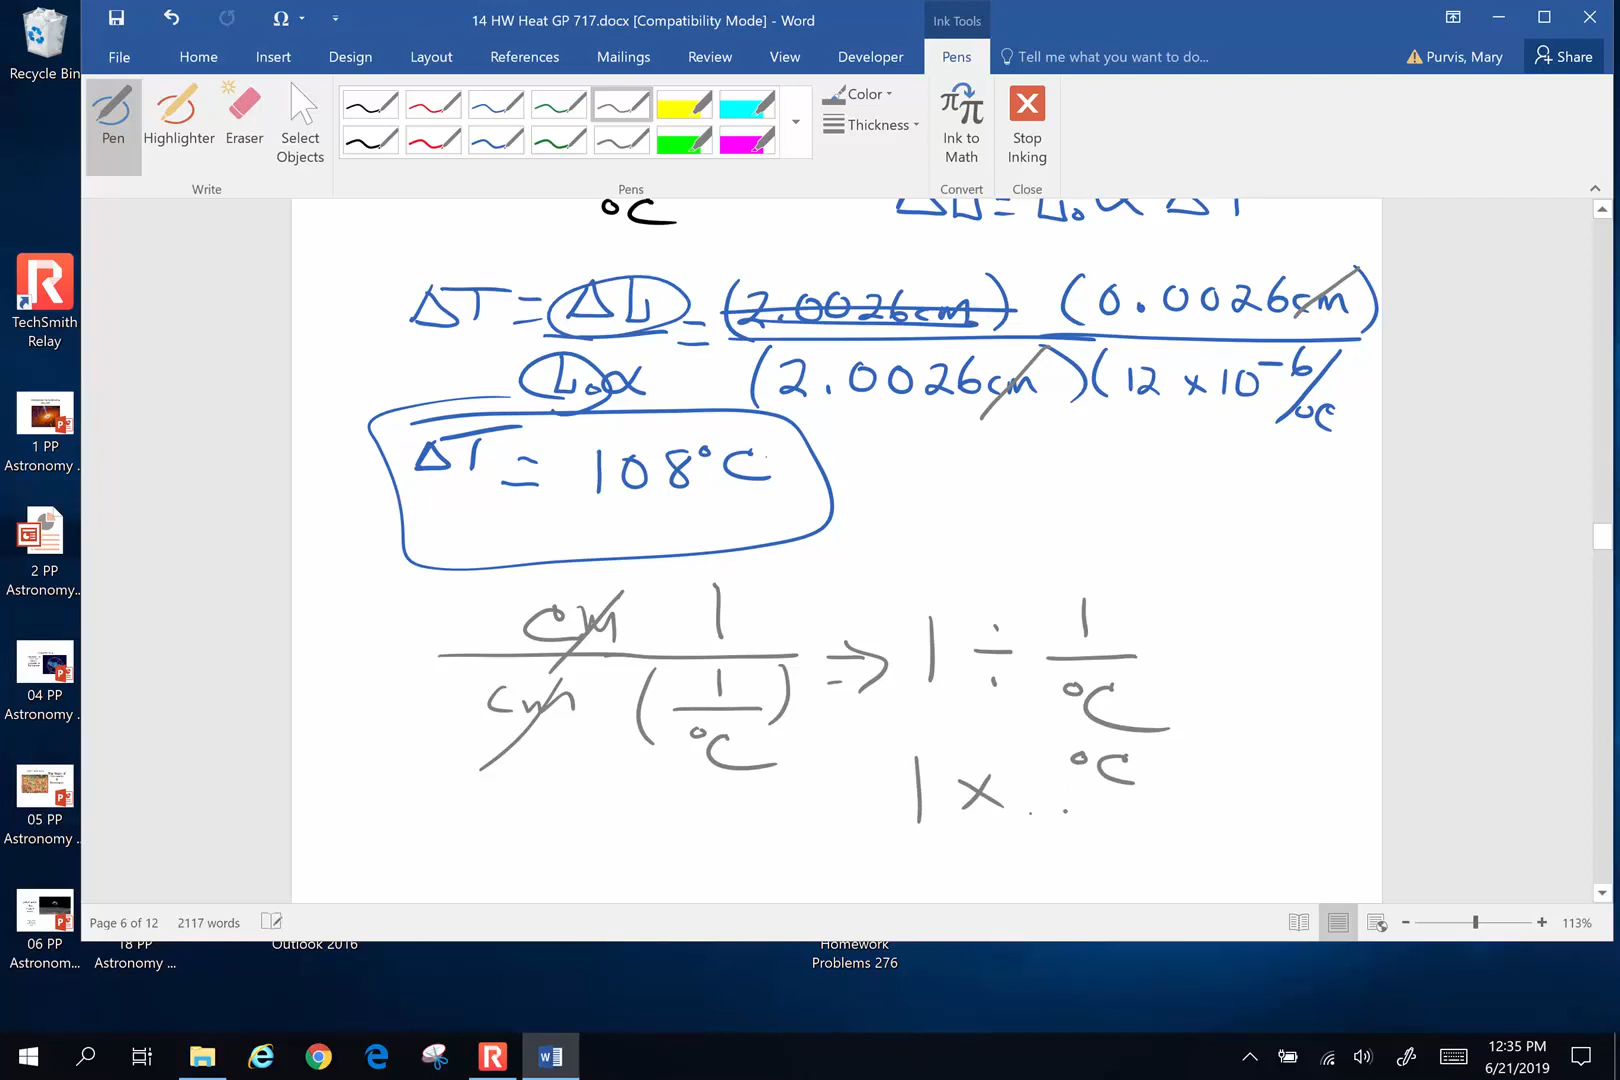 Recycle Bin
14 HW Heat GP 717.docx [Compatibility Mode] - Word
Ink Tools
File Home Insert Design Layout References Mailings Review View Developer Pens Tell me what you want to do... Purvis, Mary Share
Pen Highlighter Eraser Select Objects
Color
Thickness
Ink to Math
Stop Inking
Write Pens Convert Close
°C ΔL = L₀α ΔT
ΔT = ΔL = (2.0026cm) (0.0026cm)
L₀α (2.0026cm)(12 x 10⁻⁶/°C
ΔT = 108°C
cm 1 => 1 ÷ 1
cm (1/°C) °C
1 x °C
TechSmith Relay
1 PP Astronomy ...
2 PP Astronomy...
04 PP Astronomy ...
05 PP Astronomy ...
06 PP Astronom...
18 PP Astronomy ...
Outlook 2016
Homework Problems 276
Page 6 of 12 2117 words 113%
12:35 PM
6/21/2019